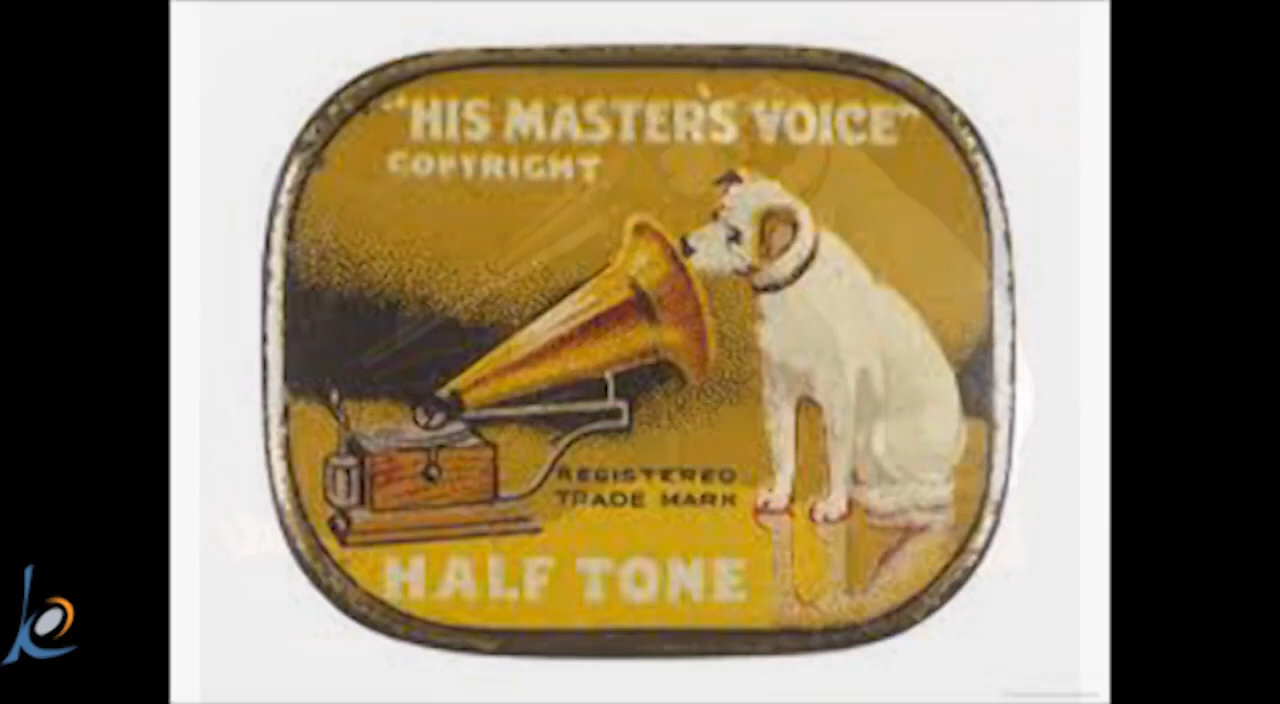 "HIS MASTER'S VOICE"
COPYRIGHT
REGISTERED
TRADE MARK
HALF TONE